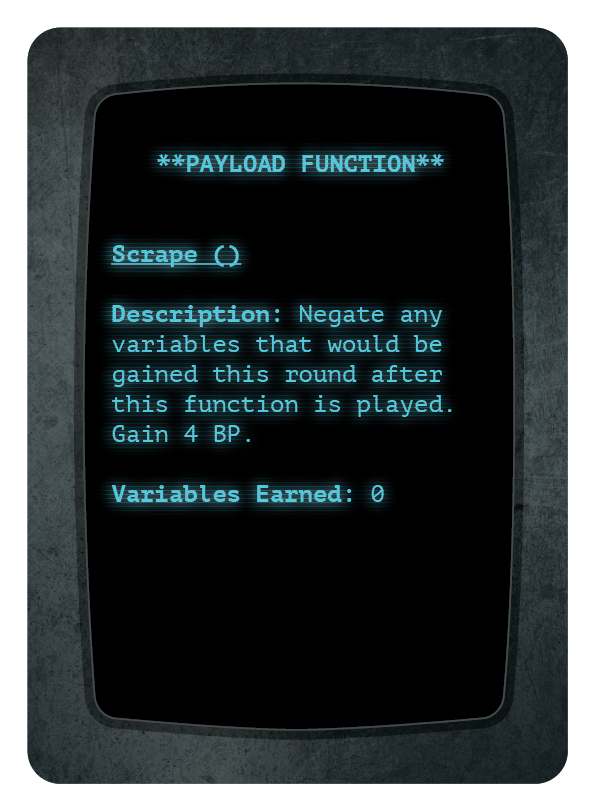 **PAYLOAD FUNCTION**
Scrape ()
Description: Negate any
variables that would be
gained this round after
this function is played.
Gain 4 BP.
Variables Earned: 0